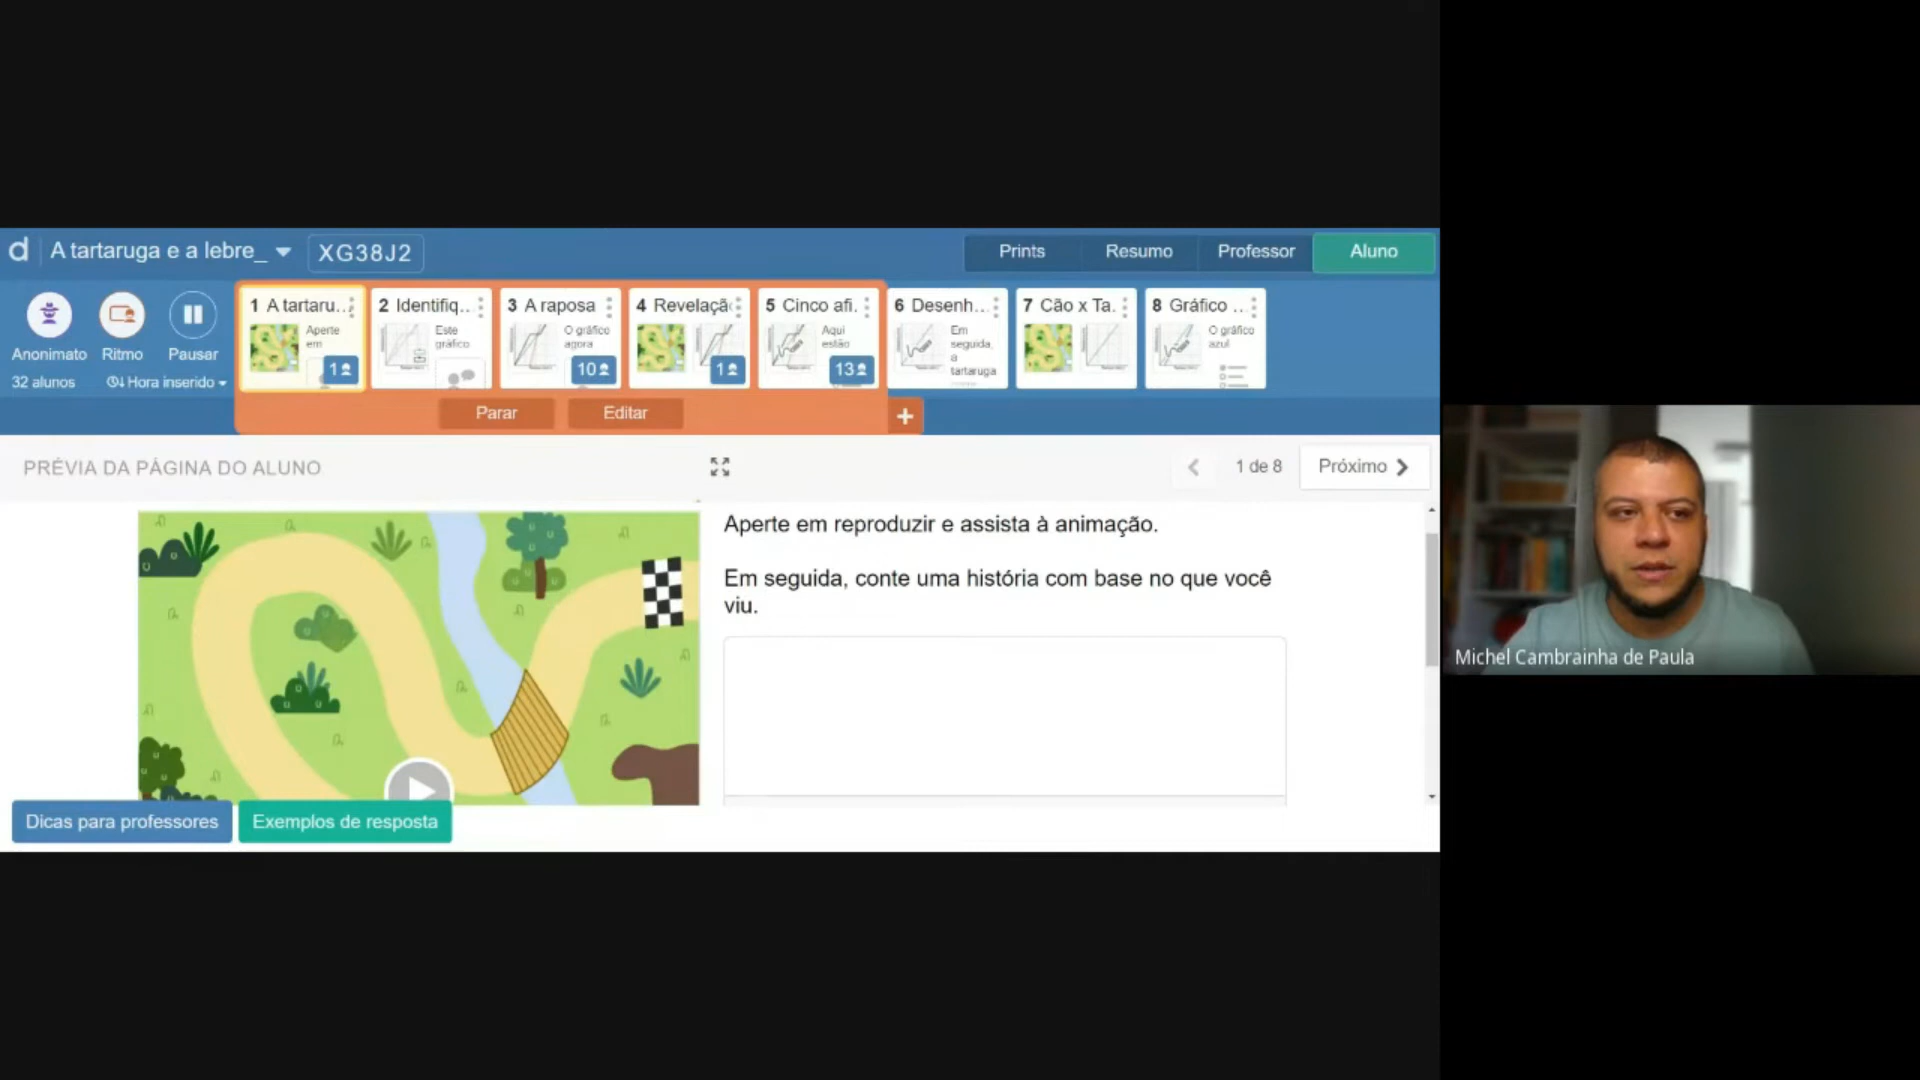 d A tartaruga e a lebre_ XG38J2
Prints Resumo Professor Aluno
Anonimato Ritmo Pausar
32 alunos Hora inserido
1 A tartaru...
Aperte
em
1
2 Identifiq...
Este
gráfico
3 A raposa
O gráfico
agora
10
4 Revelaçã
1
5 Cinco afi.
Aqui
estão
13
6 Desenh...
Em
seguida,
a
tartaruga
7 Cão x Ta.
8 Gráfico ...
O gráfico
azul
Parar Editar +
PRÉVIA DA PÁGINA DO ALUNO
1 de 8 Próximo
Aperte em reproduzir e assista à animação.
Em seguida, conte uma história com base no que você
viu.
Dicas para professores Exemplos de resposta
Michel Cambrainha de Paula